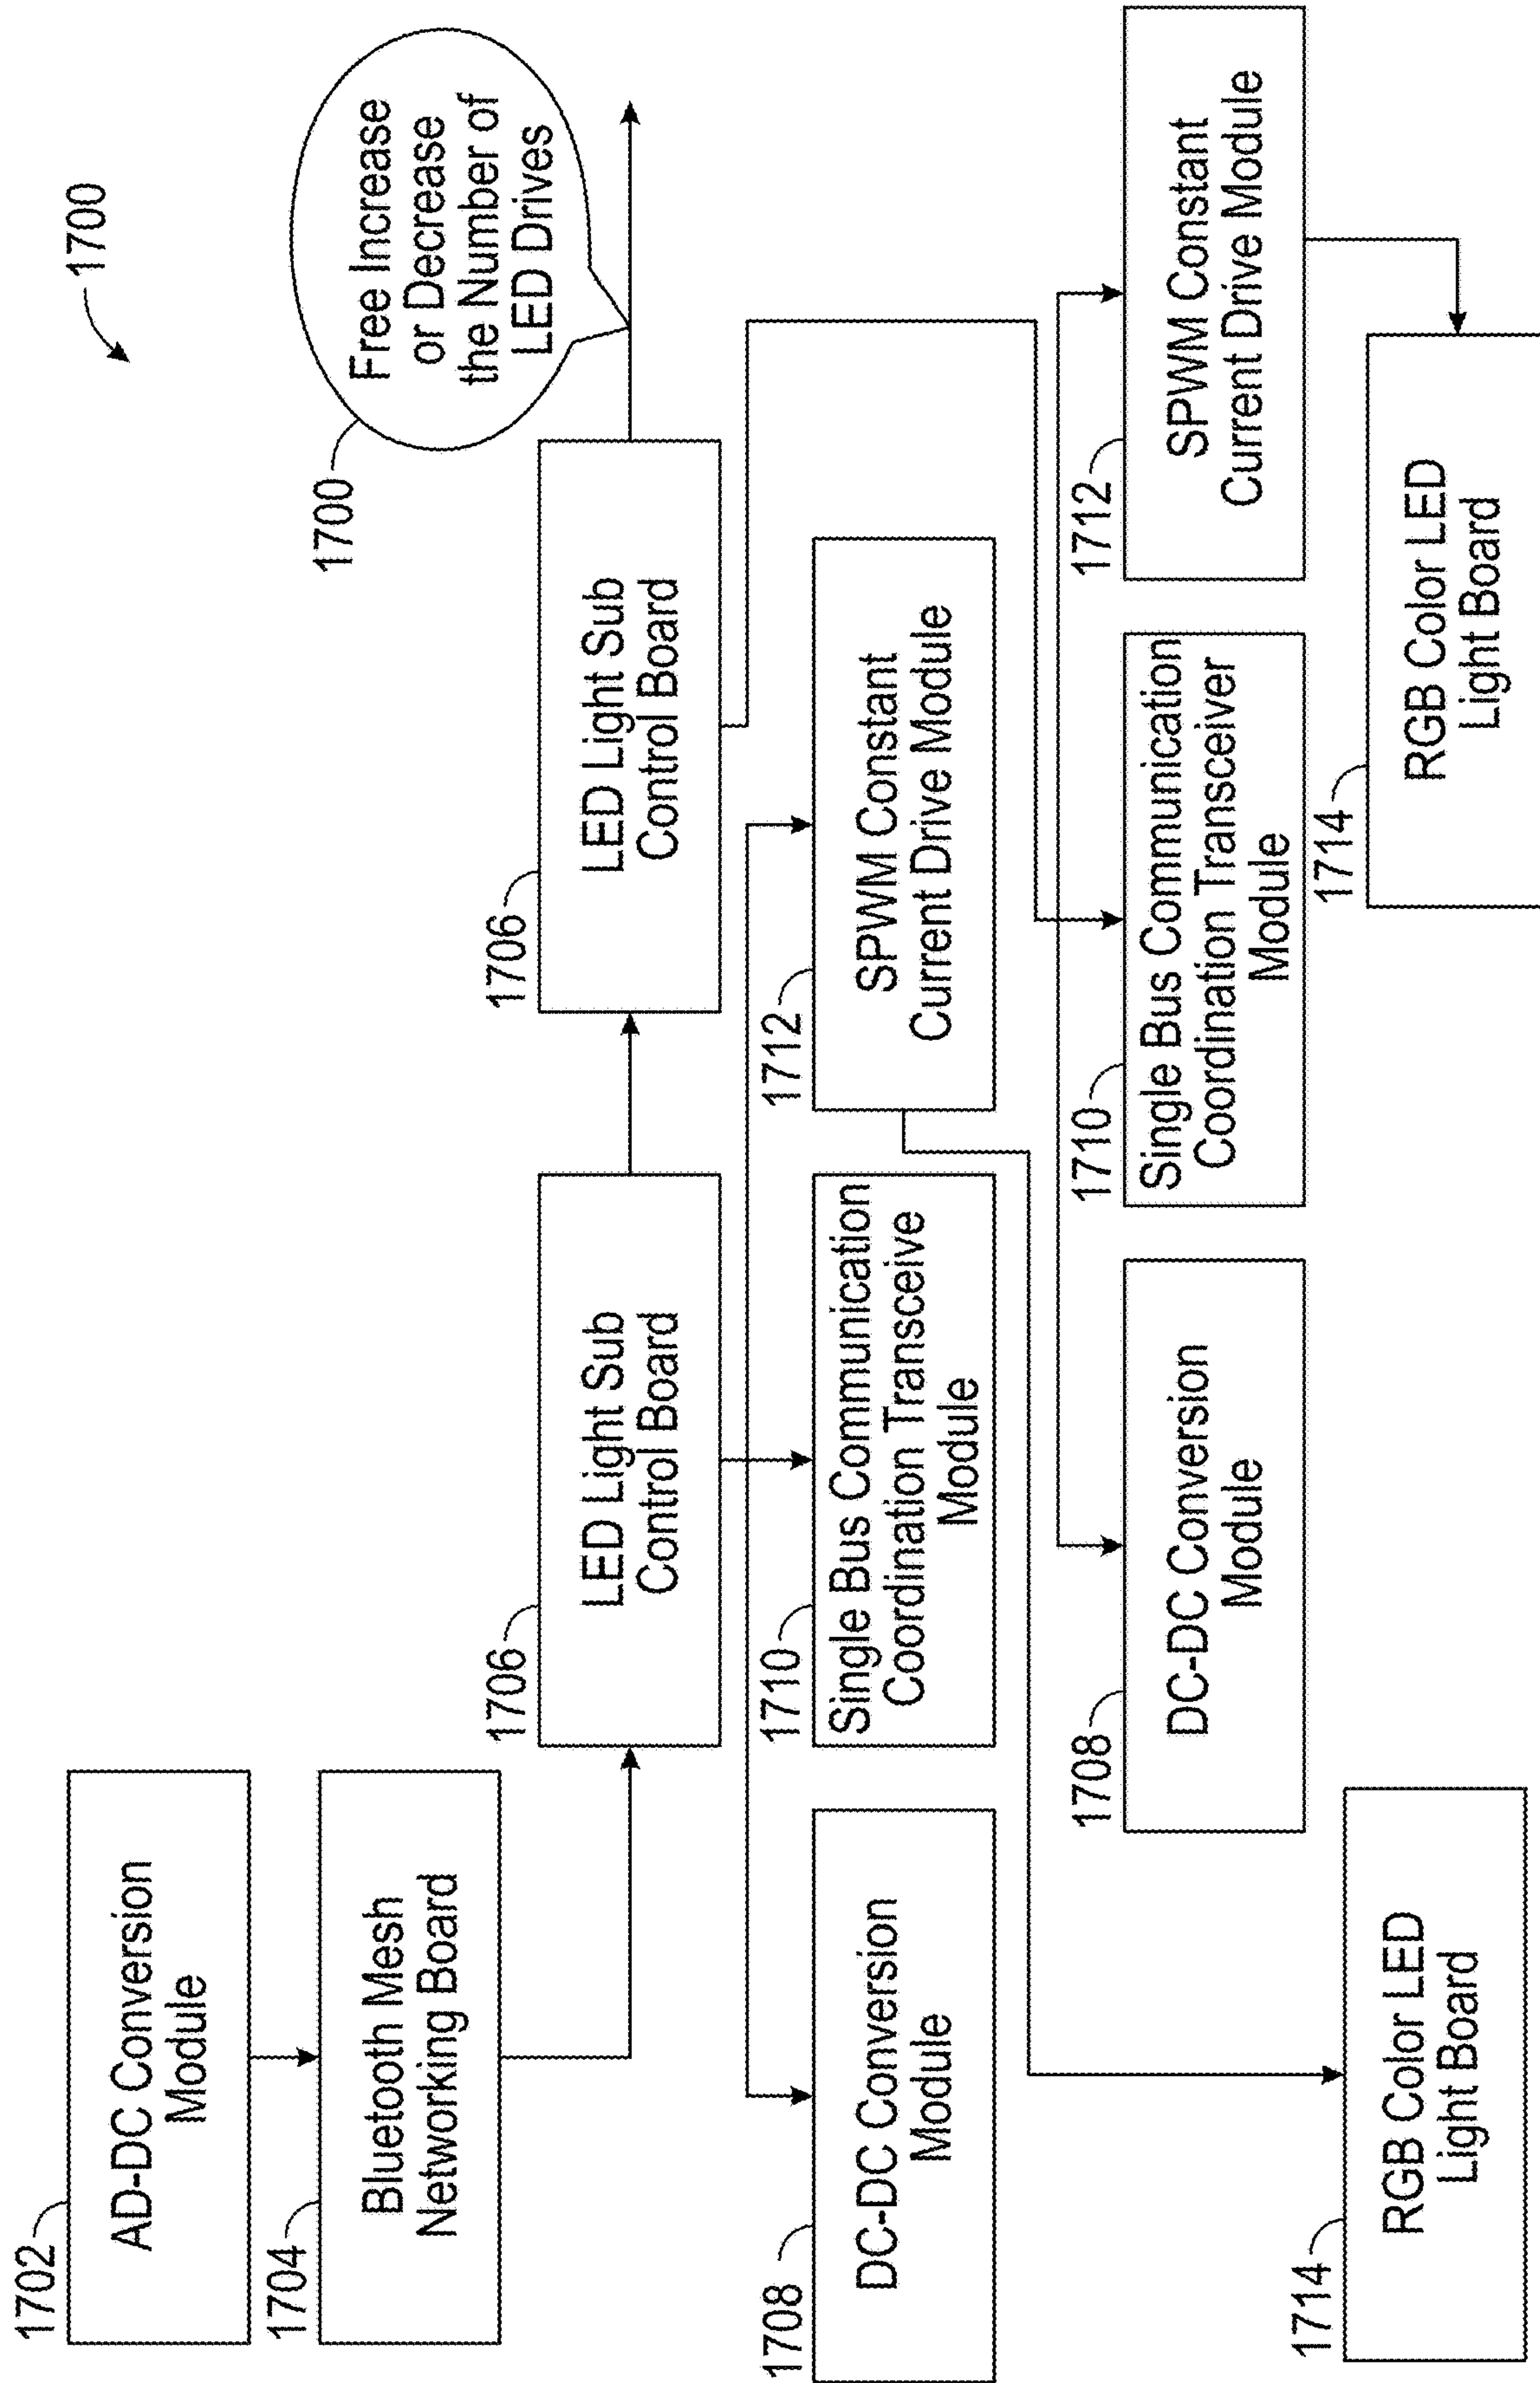 1700
1702
AD-DC Conversion
Module
1704
Bluetooth Mesh
Networking Board
1706
LED Light Sub
Control Board
1706
LED Light Sub
Control Board
1700
Free Increase
or Decrease
the Number of
LED Drives
1708
DC-DC Conversion
Module
1710
Single Bus Communication
Coordination Transceive
Module
1712
SPWM Constant
Current Drive Module
1708
DC-DC Conversion
Module
1710
Single Bus Communication
Coordination Transceiver
Module
1712
SPWM Constant
Current Drive Module
1714
RGB Color LED
Light Board
1714
RGB Color LED
Light Board